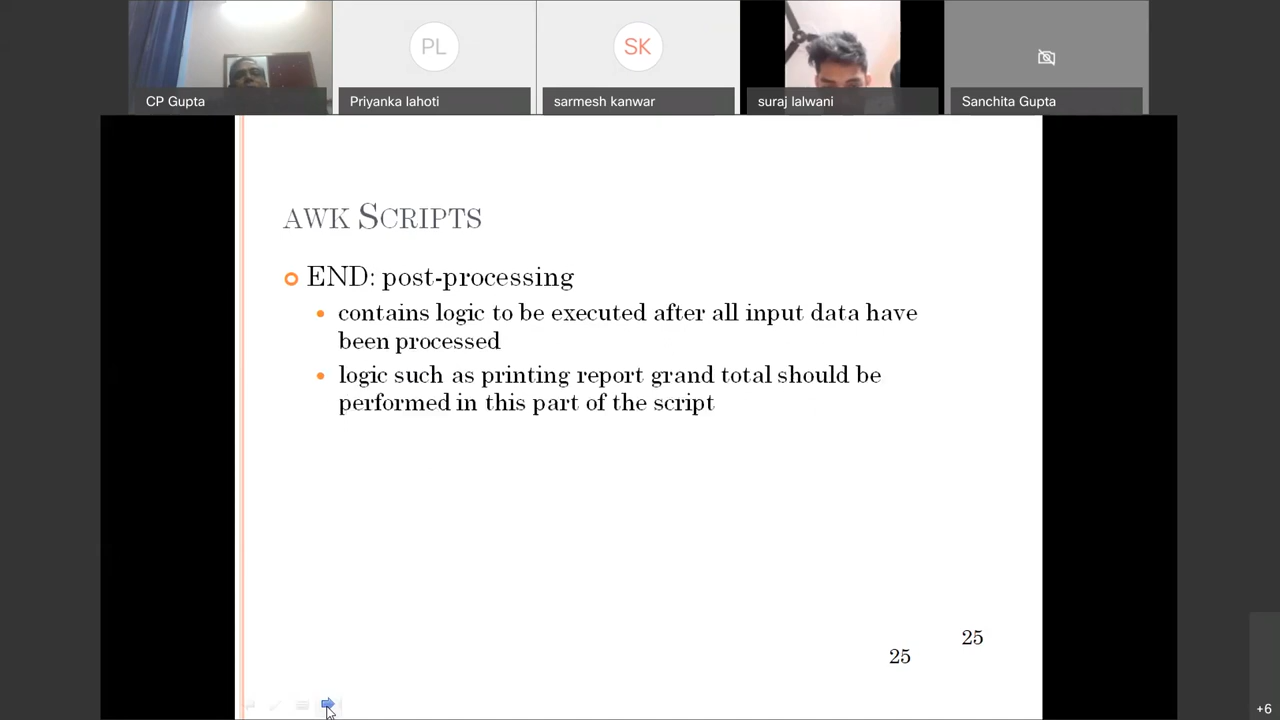 PL
SK
CP Gupta
Priyanka lahoti
sarmesh kanwar
suraj lalwani
Sanchita Gupta
AWK SCRIPTS
END: post-processing
contains logic to be executed after all input data have
been processed
logic such as printing report grand total should be
performed in this part of the script
25
25
+6